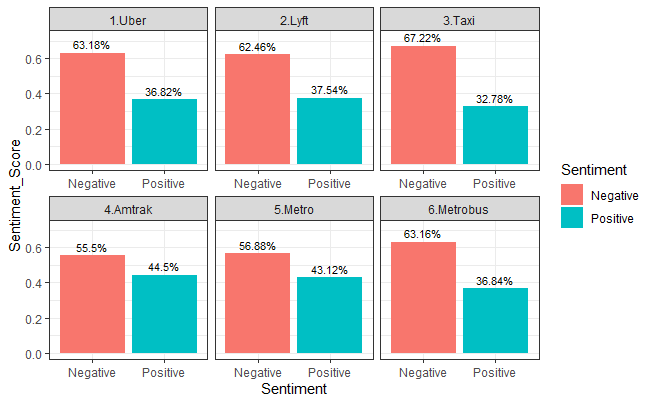 1.Uber
2.Lyft
3.Taxi
63.18%
36.82%
62.46%
37.54%
67.22%
32.78%
0.6
0.4
0.2
0.0
Negative
Positive
Negative
Positive
Negative
Positive
4.Amtrak
5.Metro
6.Metrobus
55.5%
44.5%
56.88%
43.12%
63.16%
36.84%
0.6
0.4
0.2
0.0
Negative
Positive
Negative
Positive
Negative
Positive
Sentiment
Sentiment_Score
Sentiment
Negative
Positive